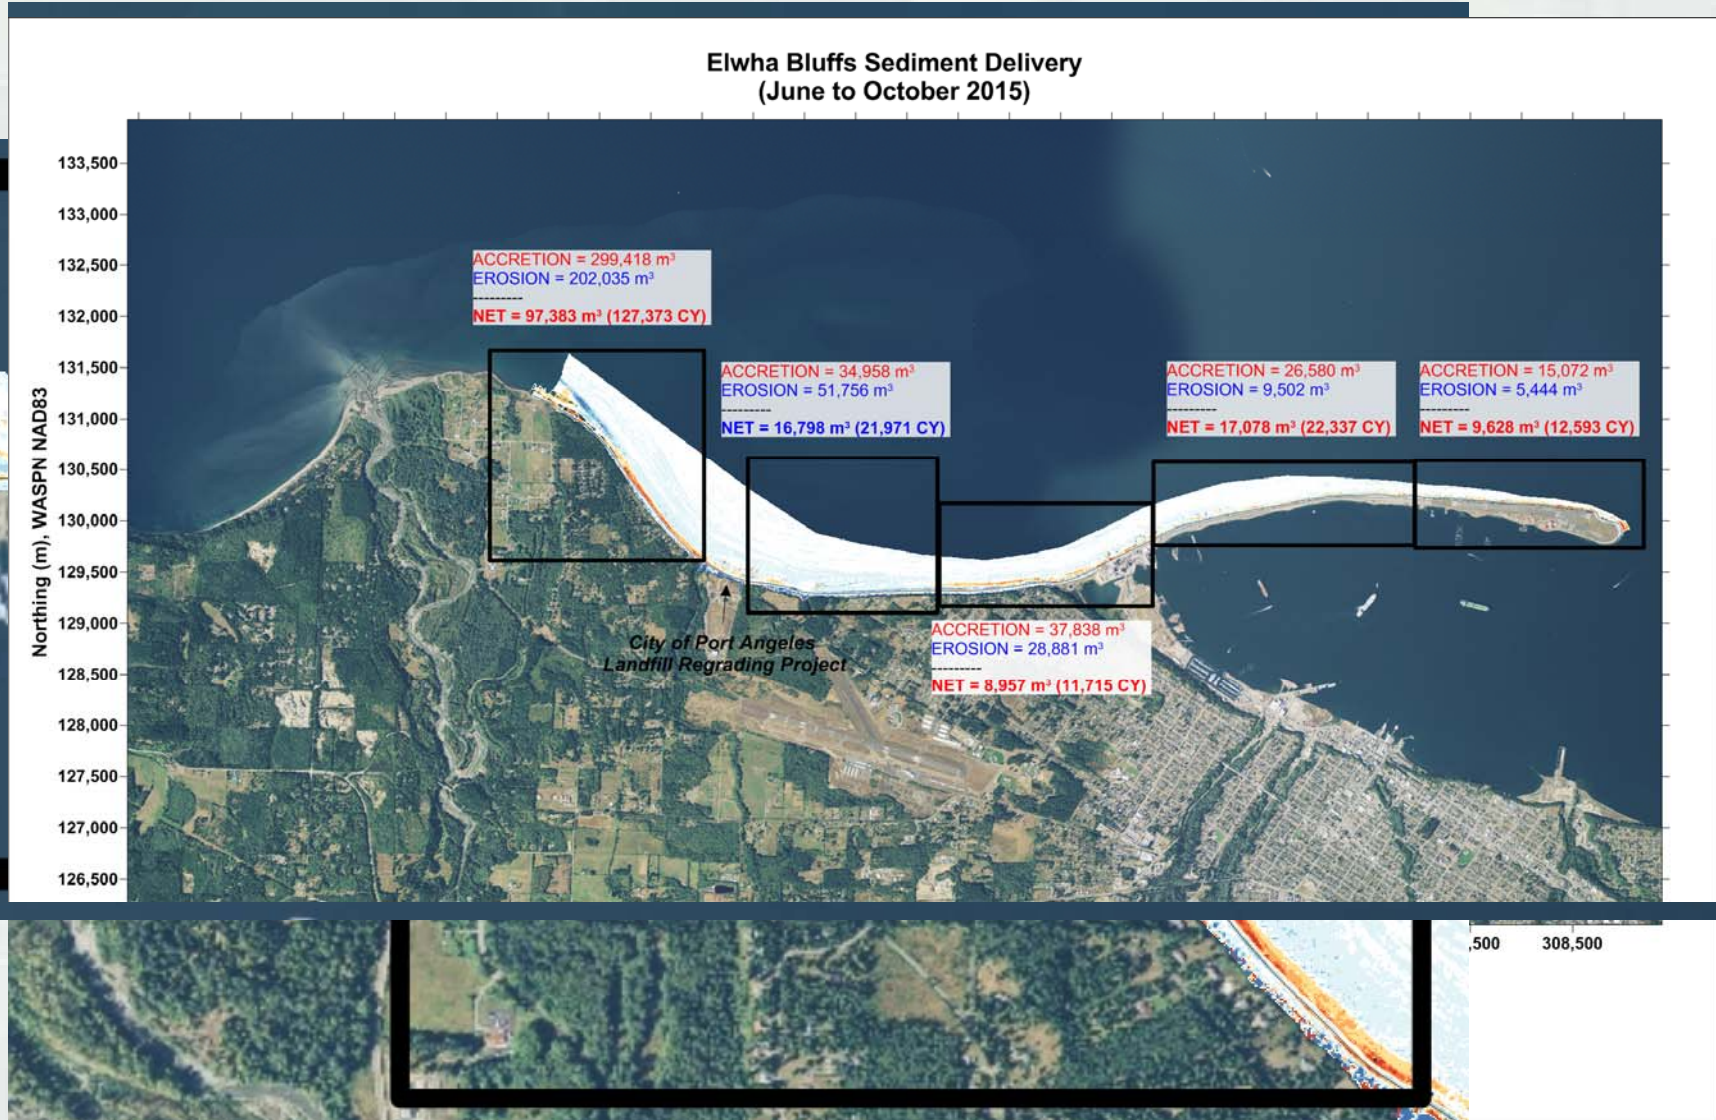 Elwha Bluffs Sediment Delivery
(June to October 2015)
Northing (m), WASPN NAD83
133,500
133,000
132,500
132,000
131,500
131,000
130,500
130,000
129,500
129,000
128,500
128,000
127,500
127,000
126,500
ACCRETION = 299,418 m³
EROSION = 202,035 m³
---------
NET = 97,383 m³ (127,373 CY)
ACCRETION = 34,958 m³
EROSION = 51,756 m³
---------
NET = 16,798 m³ (21,971 CY)
ACCRETION = 26,580 m³
EROSION = 9,502 m³
---------
NET = 17,078 m³ (22,337 CY)
ACCRETION = 15,072 m³
EROSION = 5,444 m³
---------
NET = 9,628 m³ (12,593 CY)
ACCRETION = 37,838 m³
EROSION = 28,881 m³
---------
NET = 8,957 m³ (11,715 CY)
City of Port Angeles
Landfill Regrading Project
,500
308,500